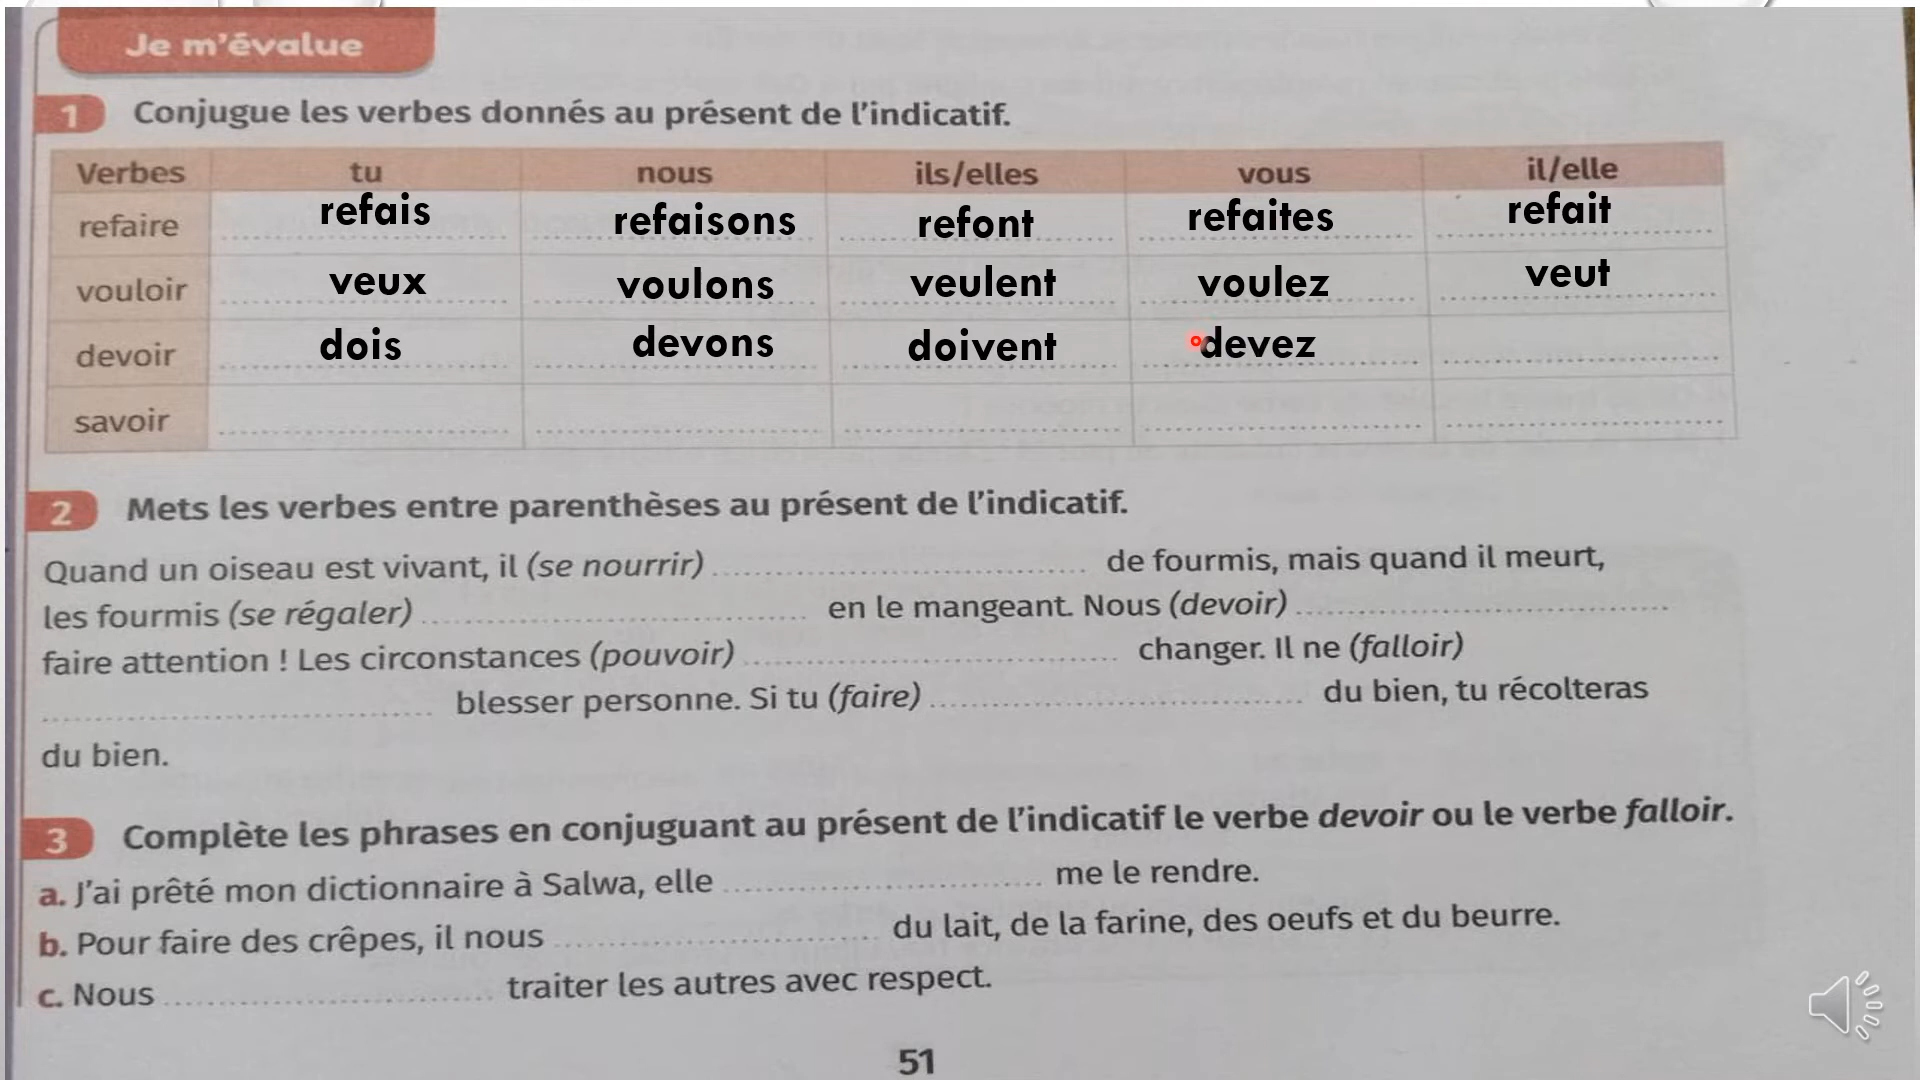 Je m'évalue
1 Conjugue les verbes donnés au présent de l'indicatif.
Verbes tu nous ils/elles vous il/elle
refaire refais refaisons refont refaites refait
vouloir veux voulons veulent voulez veut
devoir dois devons doivent devez
savoir
2 Mets les verbes entre parenthèses au présent de l'indicatif.
Quand un oiseau est vivant, il (se nourrir) ........ de fourmis, mais quand il meurt,
les fourmis (se régaler) ........ en le mangeant. Nous (devoir) ........
faire attention ! Les circonstances (pouvoir) ........ changer. Il ne (falloir)
........ blesser personne. Si tu (faire) ........ du bien, tu récolteras
du bien.
3 Complète les phrases en conjuguant au présent de l'indicatif le verbe devoir ou le verbe falloir.
a. J'ai prêté mon dictionnaire à Salwa, elle ........ me le rendre.
b. Pour faire des crêpes, il nous ........ du lait, de la farine, des oeufs et du beurre.
c. Nous ........ traiter les autres avec respect.
51